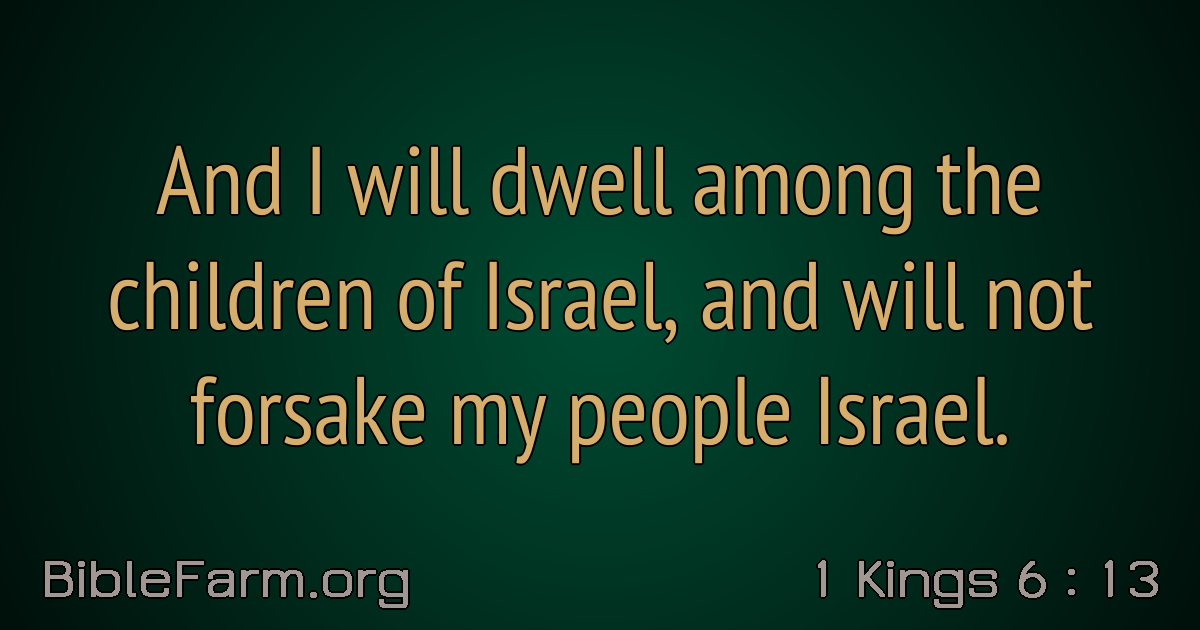 And I will dwell among the
children of Israel, and will not
forsake my people Israel.
BibleFarm.org
1 Kings 6 : 13